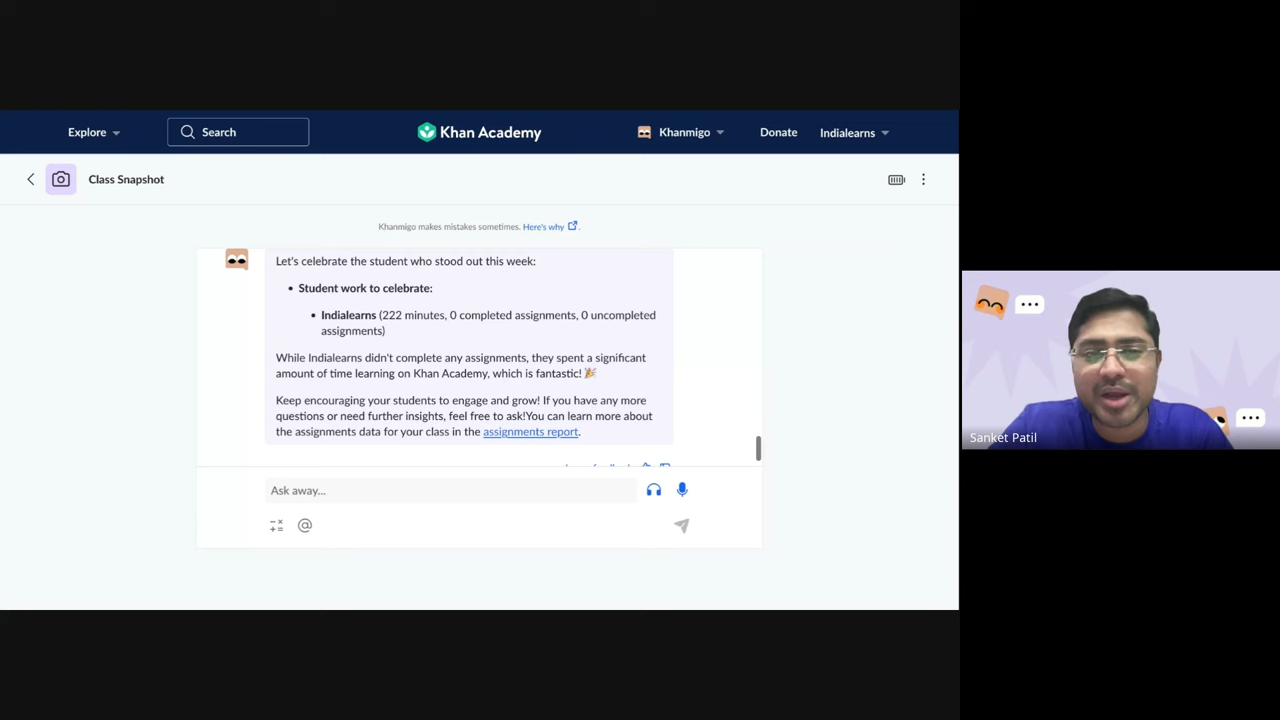 Explore
Search
Khan Academy
Khanmigo
Donate
Indialearns
Class Snapshot
Khanmigo makes mistakes sometimes. Here's why.
Let's celebrate the student who stood out this week:
• Student work to celebrate:
• Indialearns (222 minutes, 0 completed assignments, 0 uncompleted
assignments)
While Indialearns didn't complete any assignments, they spent a significant
amount of time learning on Khan Academy, which is fantastic! 🎉
Keep encouraging your students to engage and grow! If you have any more
questions or need further insights, feel free to ask!You can learn more about
the assignments data for your class in the assignments report.
Ask away...
Sanket Patil